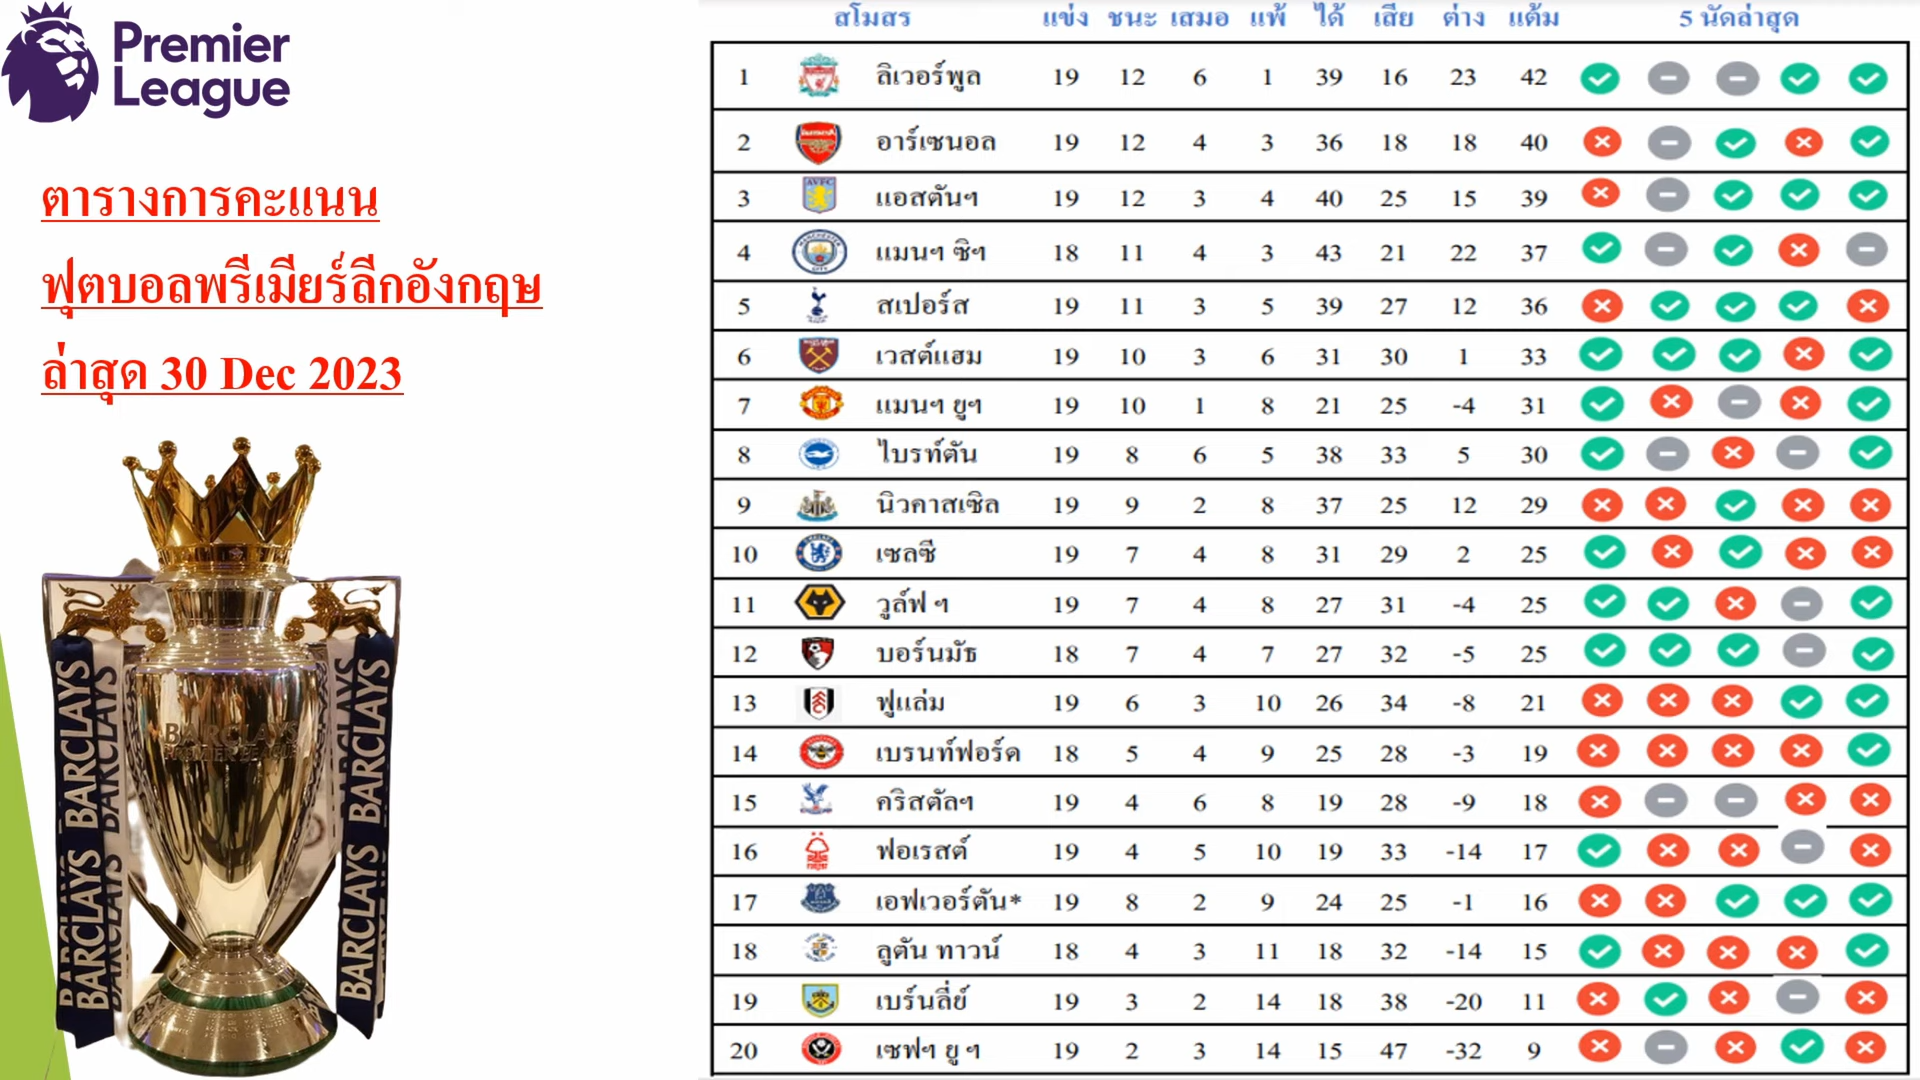 Premier
League
ตารางการคะแนน
ฟุตบอลพรีเมียร์ลีกอังกฤษ
ล่าสุด 30 Dec 2023
BARCLAYS BARCLAYS BARCLAYS BARCLAYS
BARCLAYS
BARCLAYS BARCLAYS BARCLAYS
สโมสร แข่ง ชนะ เสมอ แพ้ ได้ เสีย ต่าง แต้ม 5 นัดล่าสุด
1 ลิเวอร์พูล 19 12 6 1 39 16 23 42
2 อาร์เซนอล 19 12 4 3 36 18 18 40
3 แอสตันฯ 19 12 3 4 40 25 15 39
4 แมนฯ ซิฯ 18 11 4 3 43 21 22 37
5 สเปอร์ส 19 11 3 5 39 27 12 36
6 เวสต์แฮม 19 10 3 6 31 30 1 33
7 แมนฯ ยูฯ 19 10 1 8 21 25 -4 31
8 ไบรท์ตัน 19 8 6 5 38 33 5 30
9 นิวคาสเซิล 19 9 2 8 37 25 12 29
10 เชลซี 19 7 4 8 31 29 2 25
11 วูล์ฟ ฯ 19 7 4 8 27 31 -4 25
12 บอร์นมัธ 18 7 4 7 27 32 -5 25
13 ฟูแล่ม 19 6 3 10 26 34 -8 21
14 เบรนท์ฟอร์ด 18 5 4 9 25 28 -3 19
15 คริสตัลฯ 19 4 6 8 19 28 -9 18
16 ฟอเรสต์ 19 4 5 10 19 33 -14 17
17 เอฟเวอร์ตัน* 19 8 2 9 24 25 -1 16
18 ลูตัน ทาวน์ 18 4 3 11 18 32 -14 15
19 เบร์นลี่ย์ 19 3 2 14 18 38 -20 11
20 เชฟฯ ยู ฯ 19 2 3 14 15 47 -32 9